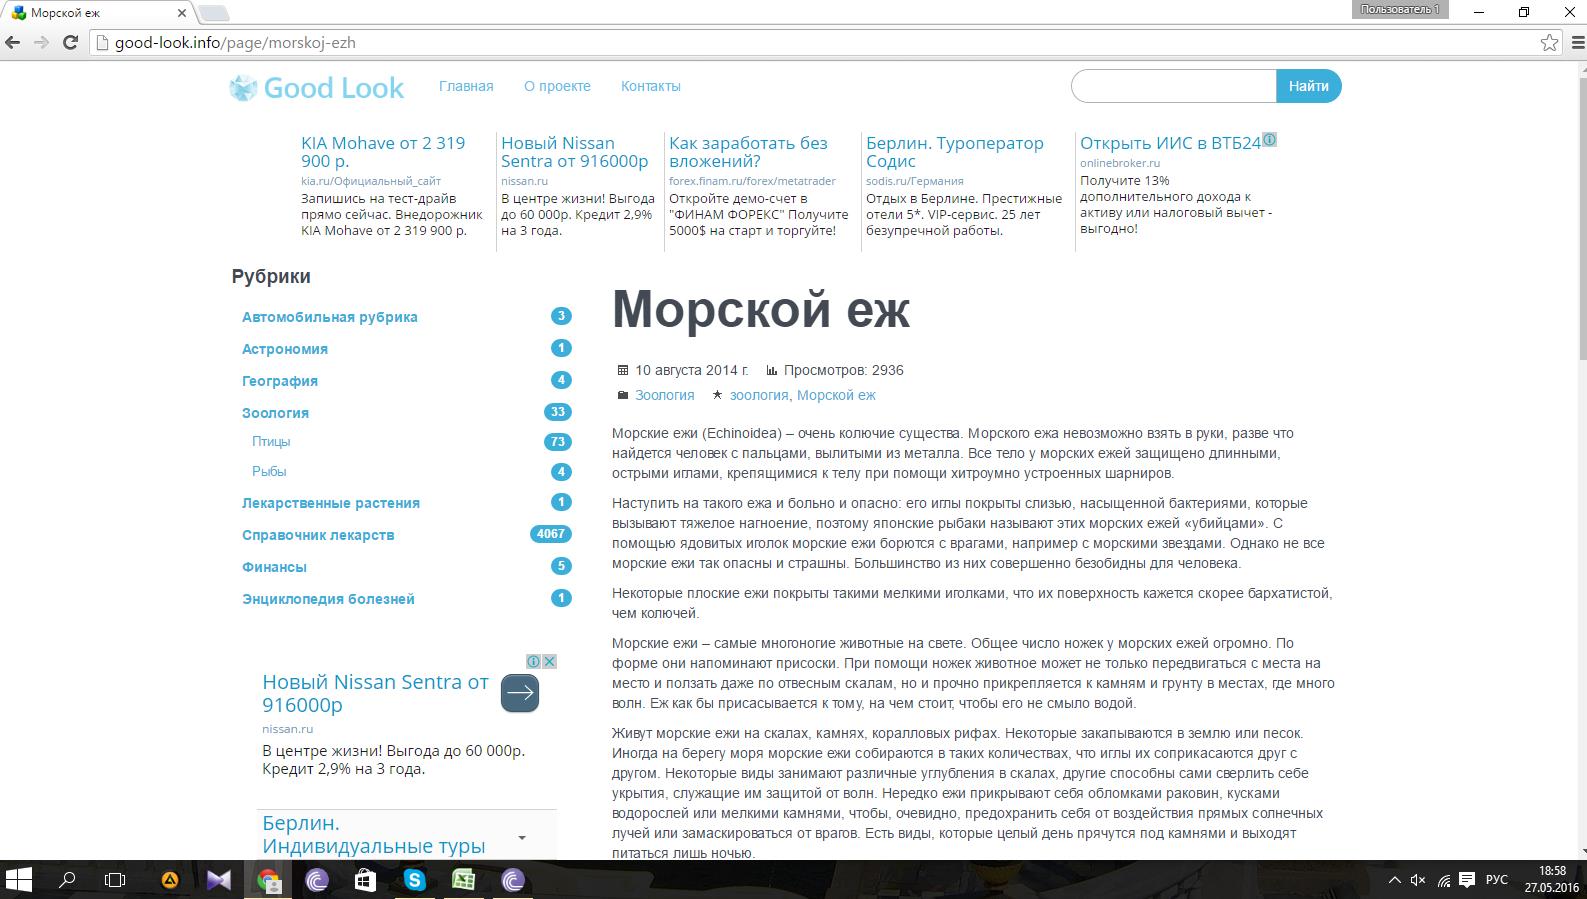 Морской еж
Пользователь 1
good-look.info/page/morskoj-ezh
Good Look
Главная
О проекте
Контакты
Найти
KIA Mohave от 2 319
900 р.
kia.ru/Официальный_сайт
Запишись на тест-драйв
прямо сейчас. Внедорожник
KIA Mohave от 2 319 900 р.
Новый Nissan
Sentra от 916000р
nissan.ru
В центре жизни! Выгода
до 60 000р. Кредит 2,9%
на 3 года.
Как заработать без
вложений?
forex.finam.ru/forex/metatrader
Откройте демо-счет в
"ФИНАМ ФОРЕКС" Получите
5000$ на старт и торгуйте!
Берлин. Туроператор
Содис
sodis.ru/Германия
Отдых в Берлине. Престижные
отели 5*. VIP-сервис. 25 лет
безупречной работы.
Открыть ИИС в ВТБ24
onlinebroker.ru
Получите 13%
дополнительного дохода к
активу или налоговый вычет -
выгодно!
Рубрики
Автомобильная рубрика 3
Астрономия 1
География 4
Зоология 33
Птицы 73
Рыбы 4
Лекарственные растения 1
Справочник лекарств 4067
Финансы 5
Энциклопедия болезней 1
Новый Nissan Sentra от
916000р
nissan.ru
В центре жизни! Выгода до 60 000р.
Кредит 2,9% на 3 года.
Берлин.
Индивидуальные туры
Морской еж
10 августа 2014 г. Просмотров: 2936
Зоология зоология, Морской еж
Морские ежи (Echinoidea) – очень колючие существа. Морского ежа невозможно взять в руки, разве что
найдется человек с пальцами, вылитыми из металла. Все тело у морских ежей защищено длинными,
острыми иглами, крепящимися к телу при помощи хитроумно устроенных шарниров.
Наступить на такого ежа и больно и опасно: его иглы покрыты слизью, насыщенной бактериями, которые
вызывают тяжелое нагноение, поэтому японские рыбаки называют этих морских ежей «убийцами». С
помощью ядовитых иголок морские ежи борются с врагами, например с морскими звездами. Однако не все
морские ежи так опасны и страшны. Большинство из них совершенно безобидны для человека.
Некоторые плоские ежи покрыты такими мелкими иголками, что их поверхность кажется скорее бархатистой,
чем колючей.
Морские ежи – самые многоногие животные на свете. Общее число ножек у морских ежей огромно. По
форме они напоминают присоски. При помощи ножек животное может не только передвигаться с места на
место и ползать даже по отвесным скалам, но и прочно прикрепляется к камням и грунту в местах, где много
волн. Еж как бы присасывается к тому, на чем стоит, чтобы его не смыло водой.
Живут морские ежи на скалах, камнях, коралловых рифах. Некоторые закапываются в землю или песок.
Иногда на берегу моря морские ежи собираются в таких количествах, что иглы их соприкасаются друг с
другом. Некоторые виды занимают различные углубления в скалах, другие способны сами сверлить себе
укрытия, служащие им защитой от волн. Нередко ежи прикрывают себя обломками раковин, кусками
водорослей или мелкими камнями, чтобы, очевидно, предохранить себя от воздействия прямых солнечных
лучей или замаскироваться от врагов. Есть виды, которые целый день прячутся под камнями и выходят
питаться лишь ночью.
РУС
18:58
27.05.2016